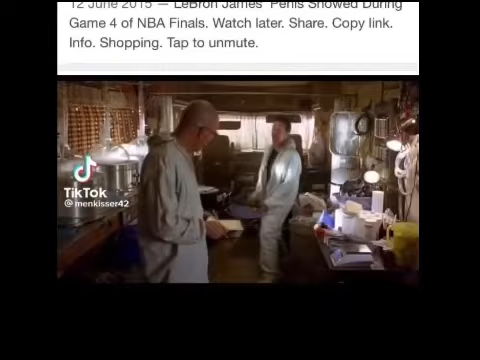 12 June 2015 — LeBron James' Penis Showed During
Game 4 of NBA Finals. Watch later. Share. Copy link.
Info. Shopping. Tap to unmute.
TikTok
@menkisser42